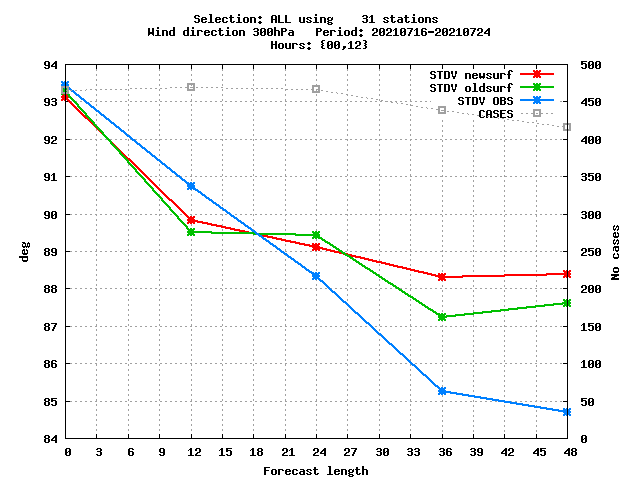 Selection: ALL using    31 stations
Wind direction 300hPa   Period: 20210716-20210724
Hours: {00,12}
94
93
92
91
90
89
88
87
86
85
84
500
450
400
350
300
250
200
150
100
50
0
STDV newsurf
STDV oldsurf
STDV OBS
CASES
deg
No cases
0 3 6 9 12 15 18 21 24 27 30 33 36 39 42 45 48
Forecast length